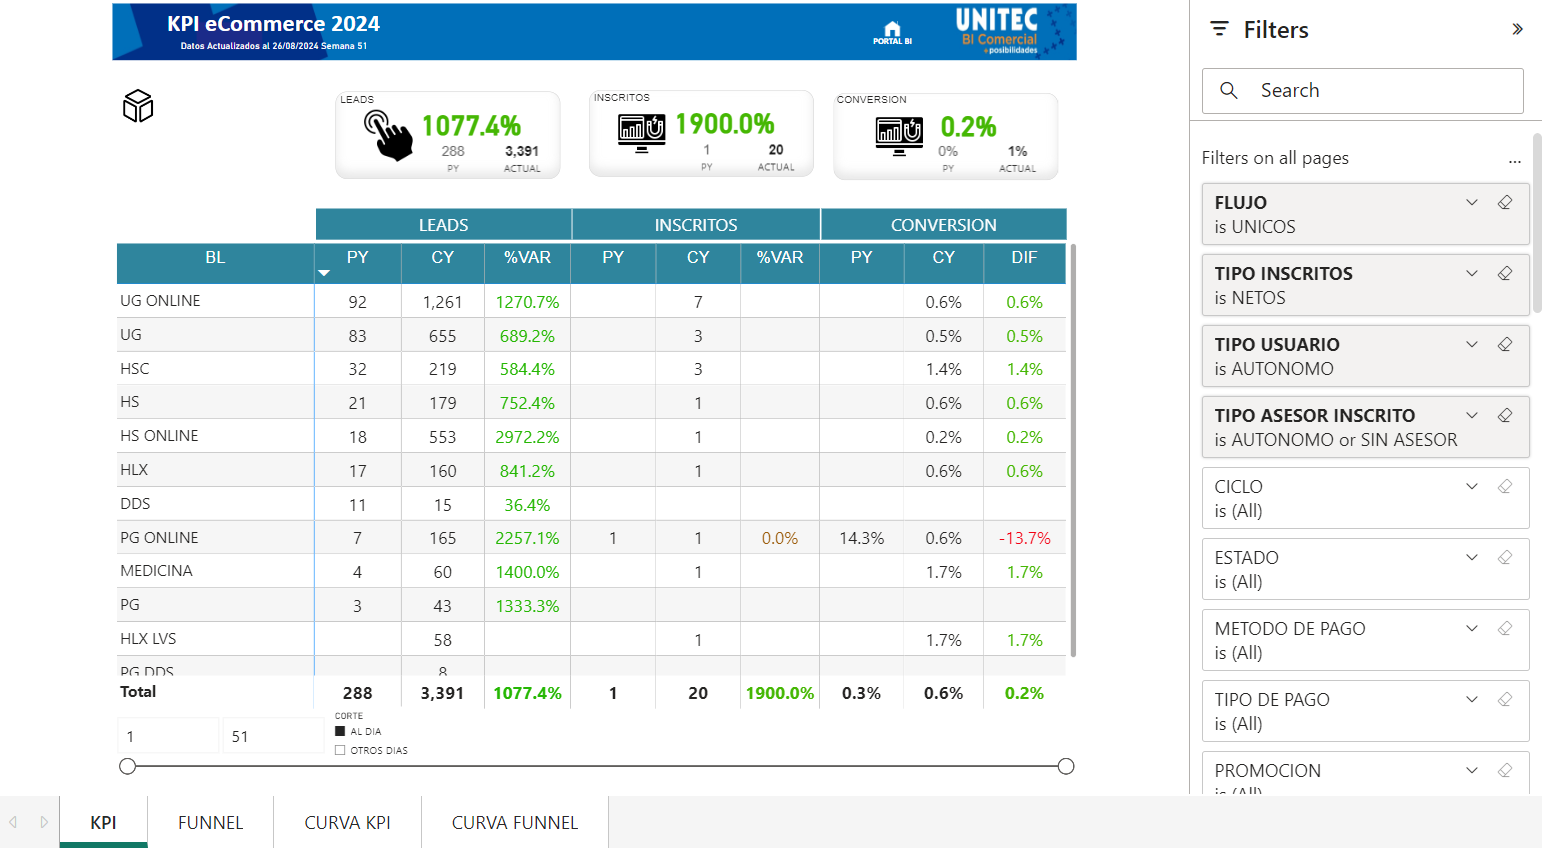 KPI eCommerce 2024
Datos Actualizados al 26/08/2024 Semana 51
PORTAL BI
UNITEC
BI Comercial
+posibilidades
LEADS
1077.4%
288 3,391
PY ACTUAL
INSCRITOS
1900.0%
1 20
PY ACTUAL
CONVERSION
0.2%
0% 1%
PY ACTUAL
LEADS INSCRITOS CONVERSION
BL PY CY %VAR PY CY %VAR PY CY DIF
UG ONLINE 92 1,261 1270.7% 7 0.6% 0.6%
UG 83 655 689.2% 3 0.5% 0.5%
HSC 32 219 584.4% 3 1.4% 1.4%
HS 21 179 752.4% 1 0.6% 0.6%
HS ONLINE 18 553 2972.2% 1 0.2% 0.2%
HLX 17 160 841.2% 1 0.6% 0.6%
DDS 11 15 36.4%
PG ONLINE 7 165 2257.1% 1 1 0.0% 14.3% 0.6% -13.7%
MEDICINA 4 60 1400.0% 1 1.7% 1.7%
PG 3 43 1333.3%
HLX LVS 58 1 1.7% 1.7%
PG DDS 8
Total 288 3,391 1077.4% 1 20 1900.0% 0.3% 0.6% 0.2%
1 51
CORTE
AL DIA
OTROS DIAS
KPI FUNNEL CURVA KPI CURVA FUNNEL
Filters
Search
Filters on all pages ...
FLUJO
is UNICOS
TIPO INSCRITOS
is NETOS
TIPO USUARIO
is AUTONOMO
TIPO ASESOR INSCRITO
is AUTONOMO or SIN ASESOR
CICLO
is (All)
ESTADO
is (All)
METODO DE PAGO
is (All)
TIPO DE PAGO
is (All)
PROMOCION
is (All)